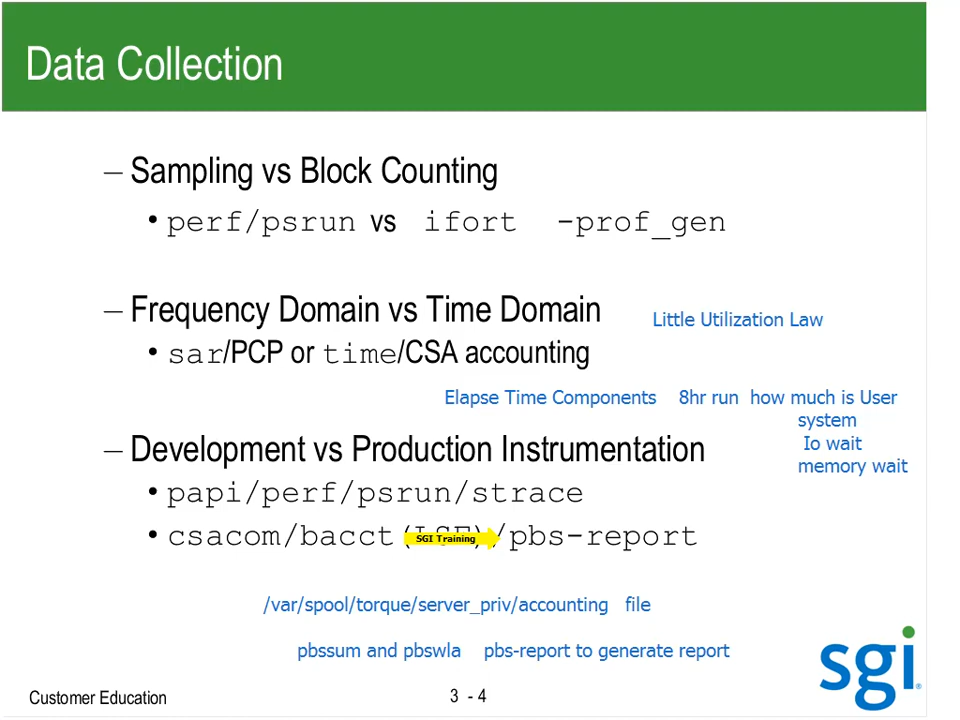 Data Collection
– Sampling vs Block Counting
• perf/psrun vs ifort -prof_gen
– Frequency Domain vs Time Domain
Little Utilization Law
• sar/PCP or time/CSA accounting
Elapse Time Components 8hr run how much is User
system
– Development vs Production Instrumentation
Io wait
memory wait
• papi/perf/psrun/strace
• csacom/bacct(LSF)/pbs-report
SGI Training
/var/spool/torque/server_priv/accounting file
pbssum and pbswla pbs-report to generate report
sgi®
Customer Education
3 - 4